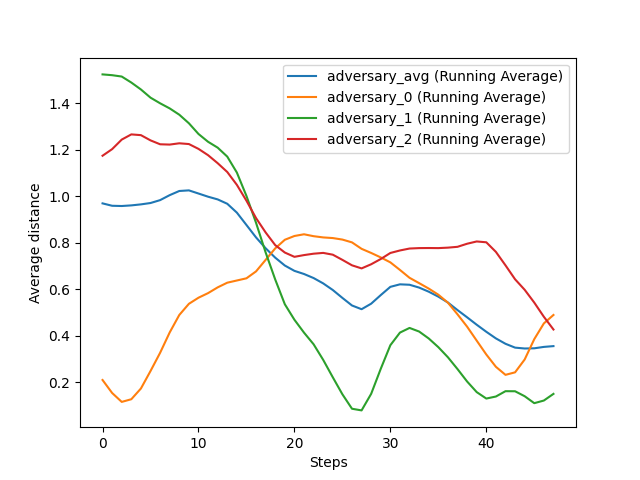 adversary_avg (Running Average)
adversary_0 (Running Average)
adversary_1 (Running Average)
adversary_2 (Running Average)
1.4
1.2
1.0
0.8
0.6
0.4
0.2
Average distance
0 10 20 30 40
Steps